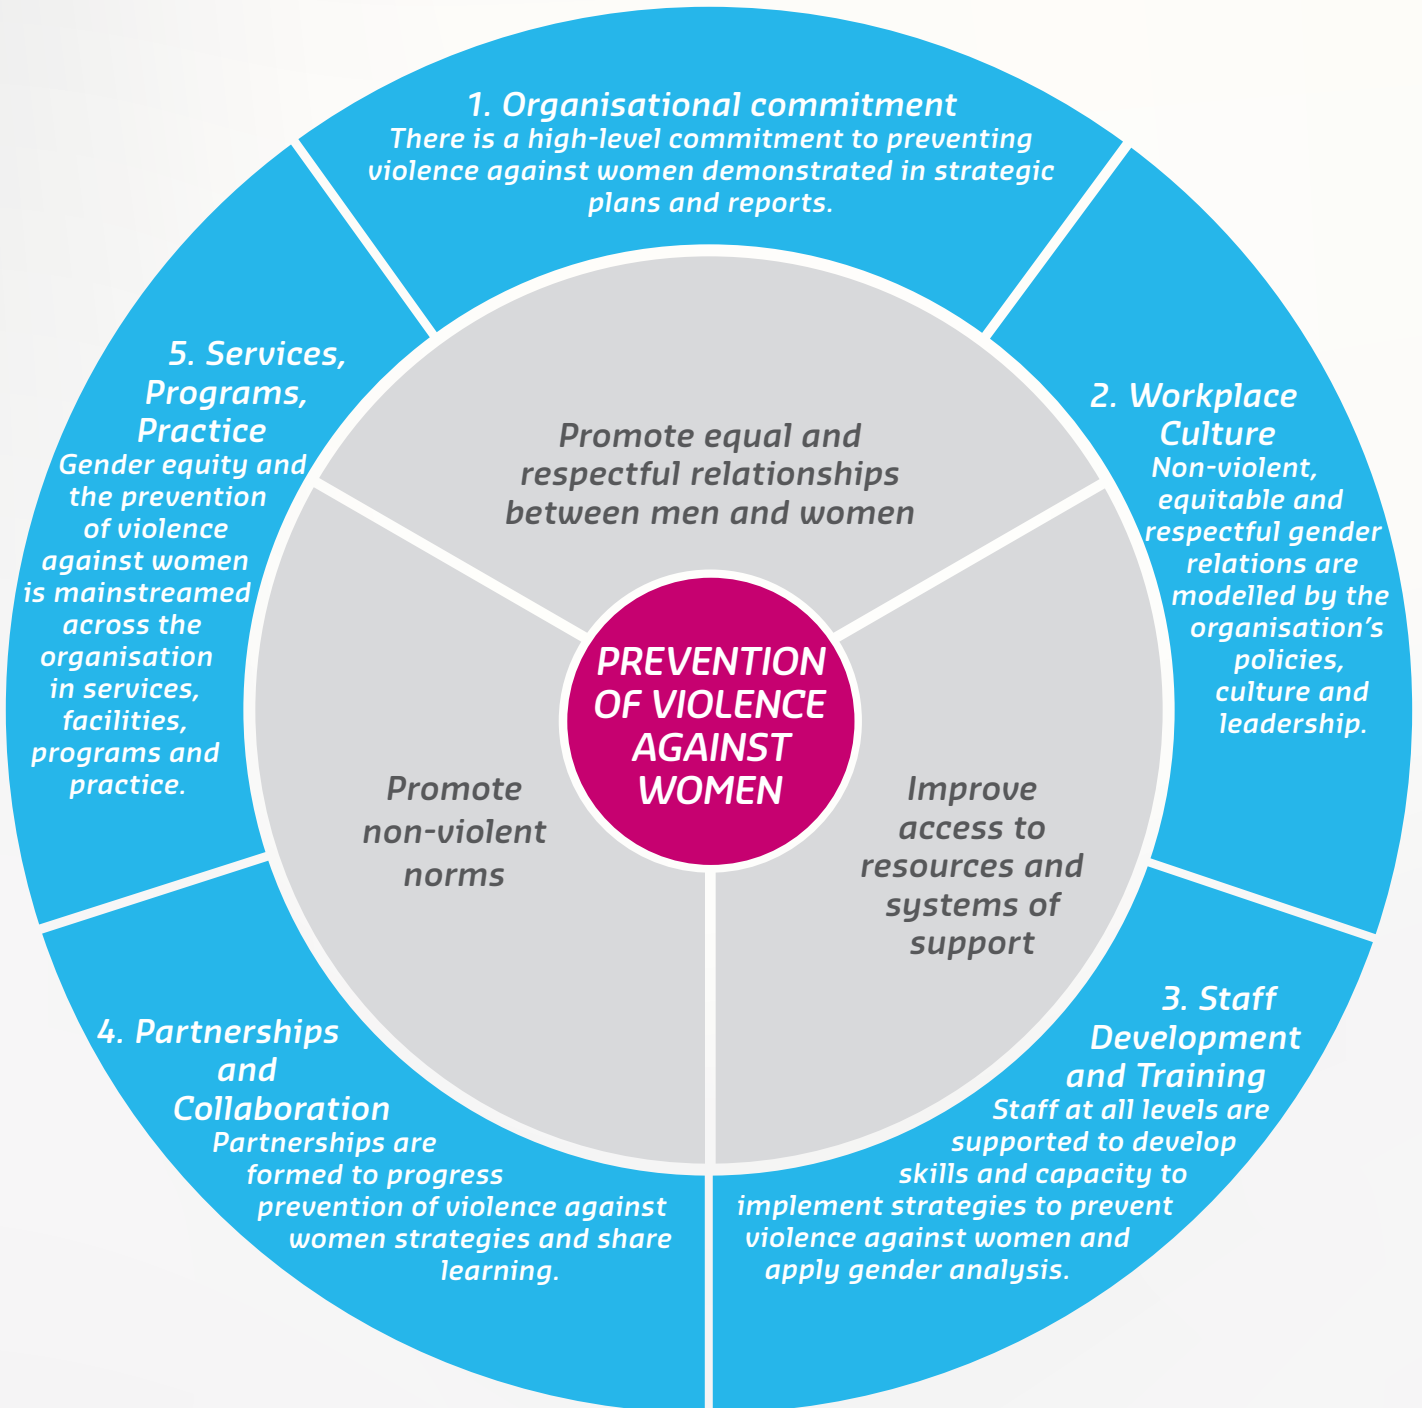 1. Organisational commitment
There is a high-level commitment to preventing
violence against women demonstrated in strategic
plans and reports.
2. Workplace
Culture
Non-violent,
equitable and
respectful gender
relations are
modelled by the
organisation's
policies,
culture and
leadership.
3. Staff
Development
and Training
Staff at all levels are
supported to develop
skills and capacity to
implement strategies to prevent
violence against women and
apply gender analysis.
4. Partnerships
and
Collaboration
Partnerships are
formed to progress
prevention of violence against
women strategies and share
learning.
5. Services,
Programs,
Practice
Gender equity and
the prevention
of violence
against women
is mainstreamed
across the
organisation
in services,
facilities,
programs and
practice.
Promote equal and
respectful relationships
between men and women
Improve
access to
resources and
systems of
support
Promote
non-violent
norms
PREVENTION
OF VIOLENCE
AGAINST
WOMEN